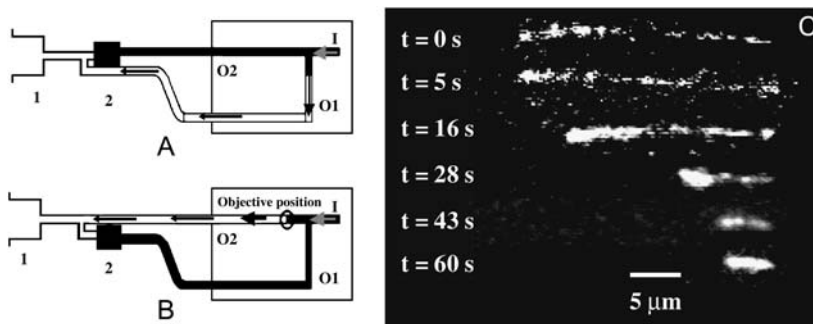 I
O2
1
2
O1
A
Objective position
I
O2
1
2
O1
B
C
t = 0 s
t = 5 s
t = 16 s
t = 28 s
t = 43 s
t = 60 s
5 μm